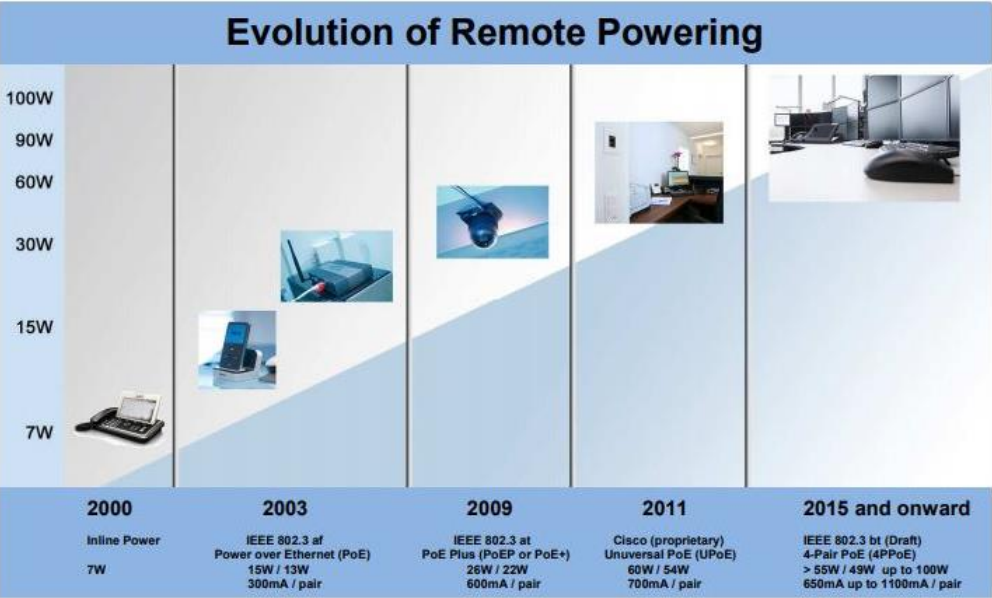 Evolution of Remote Powering
100W
90W
60W
30W
15W
7W
2000
Inline Power
7W
2003
IEEE 802.3 af
Power over Ethernet (PoE)
15W / 13W
300mA / pair
2009
IEEE 802.3 at
PoE Plus (PoEP or PoE+)
26W / 22W
600mA / pair
2011
Cisco (proprietary)
Unuversal PoE (UPoE)
60W / 54W
700mA / pair
2015 and onward
IEEE 802.3 bt (Draft)
4-Pair PoE (4PPoE)
> 55W / 49W up to 100W
650mA up to 1100mA / pair